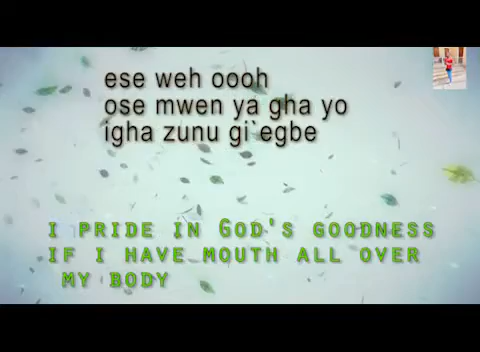 ese weh oooh
ose mwen ya gha yo
igha zunu gi`egbe
I PRIDE IN GOD'S GOODNESS
IF I HAVE MOUTH ALL OVER
MY BODY